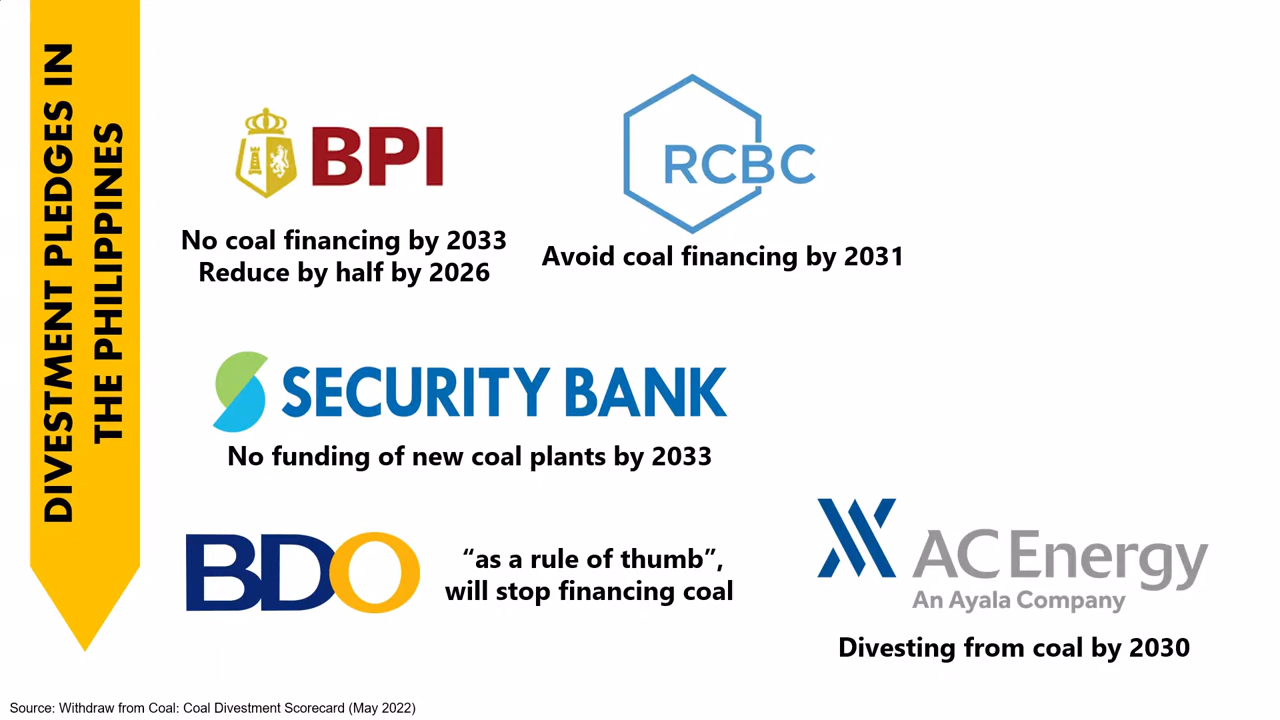 DIVESTMENT PLEDGES IN
THE PHILIPPINES
BPI
No coal financing by 2033
Reduce by half by 2026
RCBC
Avoid coal financing by 2031
SECURITY BANK
No funding of new coal plants by 2033
BDO
“as a rule of thumb”,
will stop financing coal
AC Energy
An Ayala Company
Divesting from coal by 2030
Source: Withdraw from Coal: Coal Divestment Scorecard (May 2022)